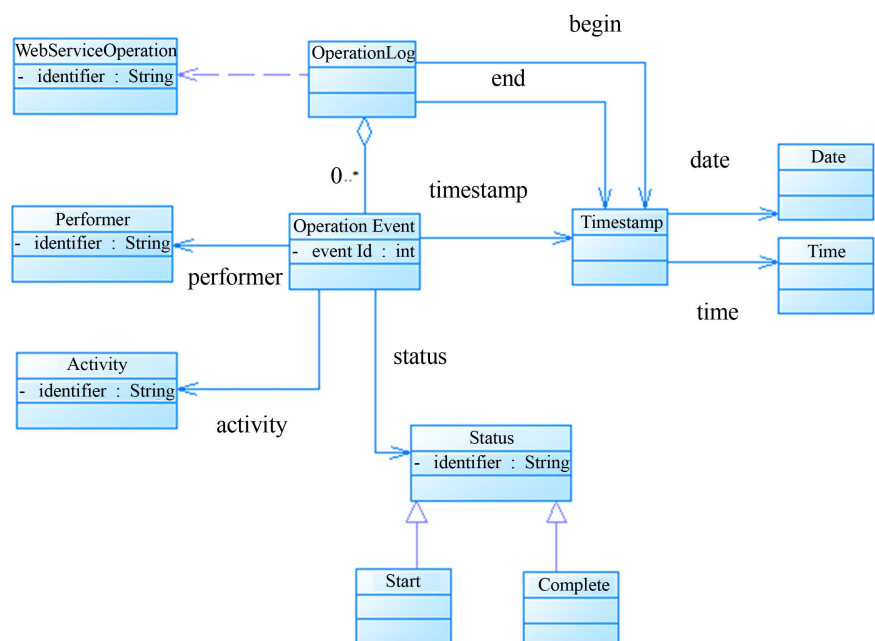 begin
WebServiceOperation
- identifier : String
OperationLog
end
date
Date
0..*
timestamp
Performer
- identifier : String
Operation Event
- event Id : int
Timestamp
Time
performer
time
Activity
- identifier : String
status
activity
Status
- identifier : String
Start
Complete